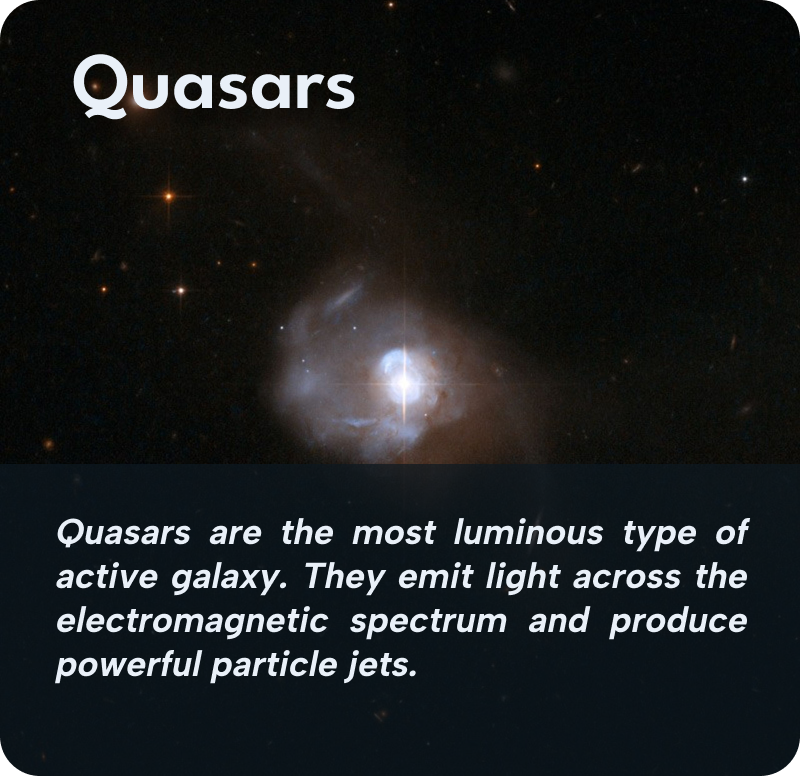 Quasars
Quasars are the most luminous type of
active galaxy. They emit light across the
electromagnetic spectrum and produce
powerful particle jets.